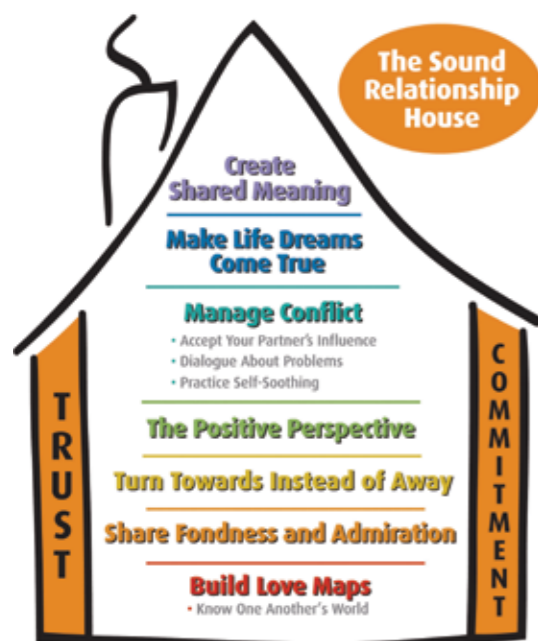 The Sound
Relationship
House
Create
Shared Meaning
Make Life Dreams
Come True
Manage Conflict
• Accept Your Partner's Influence
• Dialogue About Problems
• Practice Self-Soothing
The Positive Perspective
Turn Towards Instead of Away
Share Fondness and Admiration
Build Love Maps
• Know One Another's World
TRUST
COMMITMENT